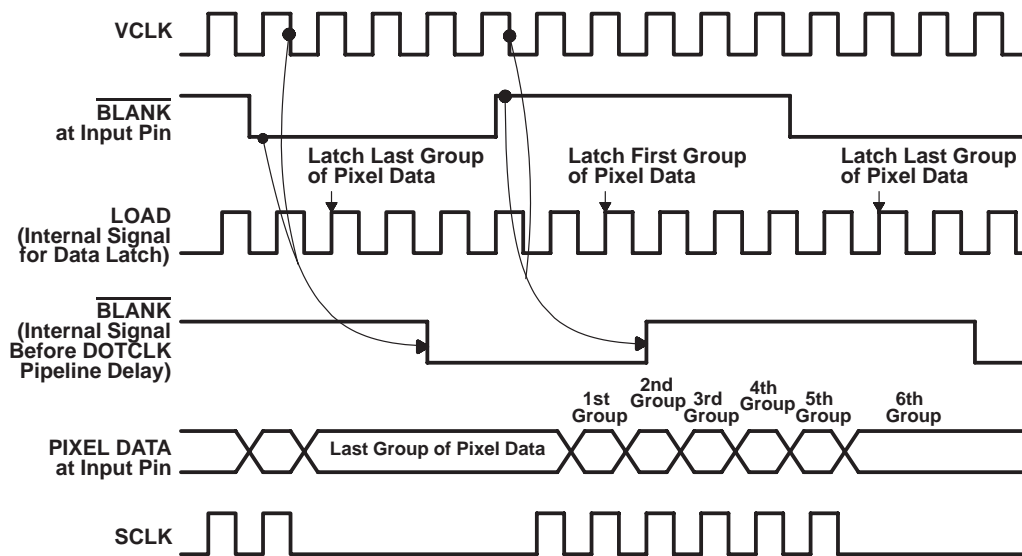 VCLK
BLANK
at Input Pin
Latch Last Group
of Pixel Data
Latch First Group
of Pixel Data
Latch Last Group
of Pixel Data
LOAD
(Internal Signal
for Data Latch)
BLANK
(Internal Signal
Before DOTCLK
Pipeline Delay)
1st
Group
2nd
Group
3rd
Group
4th
Group
5th
Group
6th
Group
PIXEL DATA
at Input Pin
Last Group of Pixel Data
SCLK